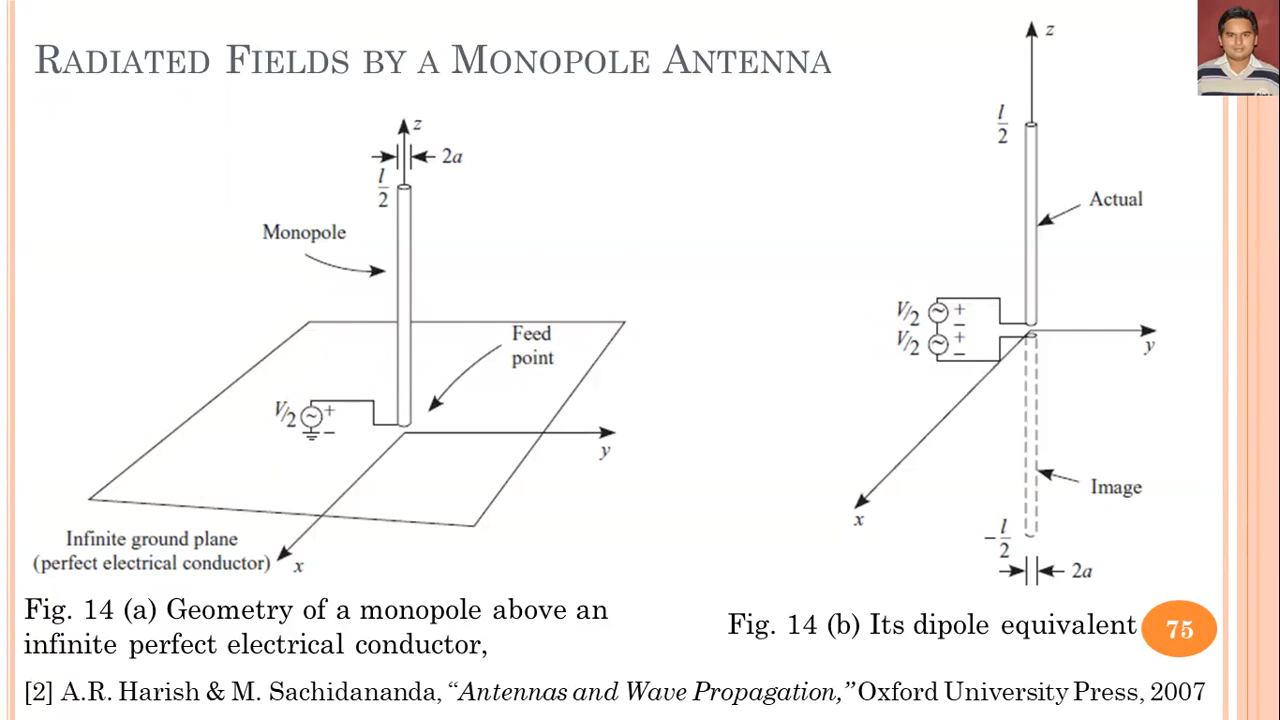 RADIATED FIELDS BY A MONOPOLE ANTENNA
z
2a
l
2
Monopole
Feed
point
V/2
+
−
y
Infinite ground plane
(perfect electrical conductor)
x
Fig. 14 (a) Geometry of a monopole above an
infinite perfect electrical conductor,
z
l
2
Actual
V/2
+
−
V/2
+
−
y
x
Image
− l
2
2a
Fig. 14 (b) Its dipole equivalent
75
[2] A.R. Harish & M. Sachidananda, “Antennas and Wave Propagation,” Oxford University Press, 2007